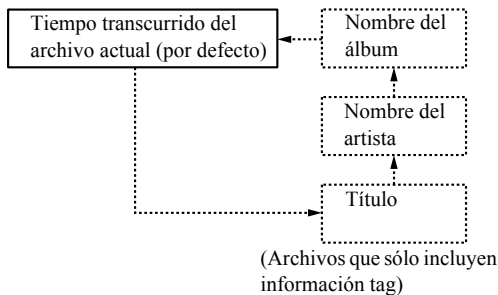 Tiempo transcurrido del
archivo actual (por defecto)
Nombre del
álbum
Nombre del
artista
Título
(Archivos que sólo incluyen
información tag)